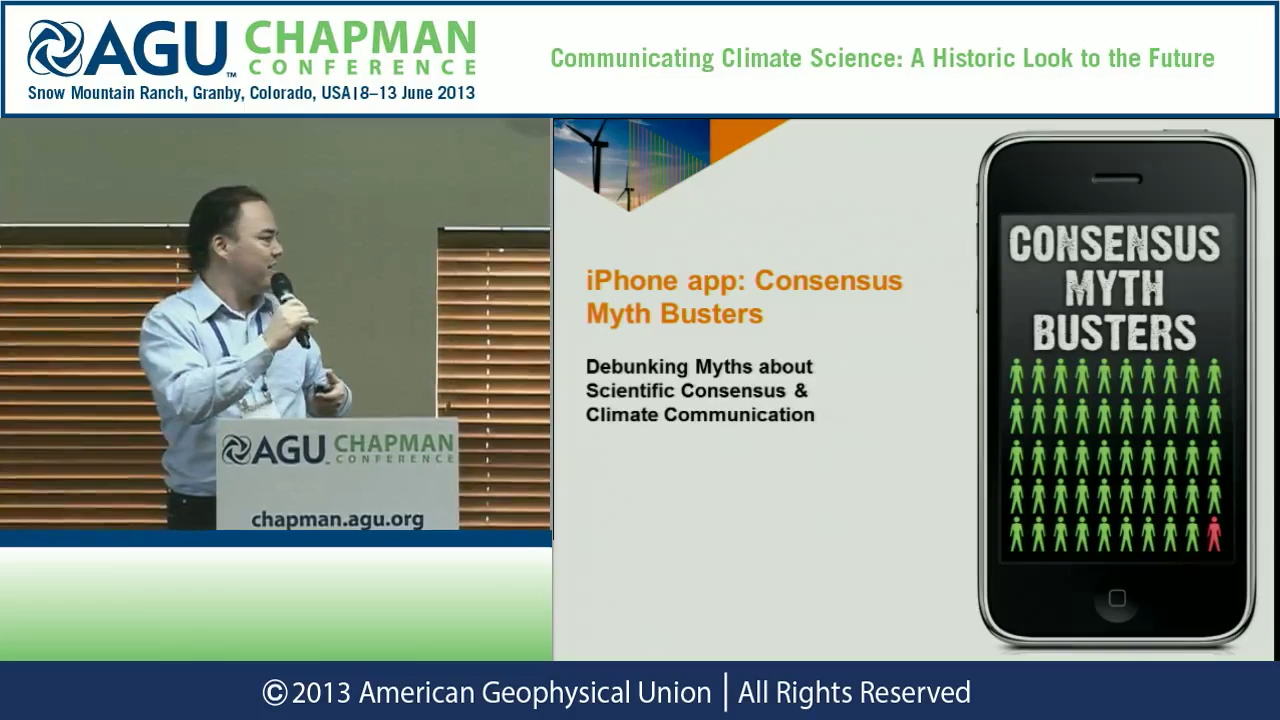 AGU CHAPMAN
CONFERENCE
TM
Snow Mountain Ranch, Granby, Colorado, USA|8–13 June 2013
Communicating Climate Science: A Historic Look to the Future
iPhone app: Consensus
Myth Busters
Debunking Myths about
Scientific Consensus &
Climate Communication
CONSENSUS
MYTH
BUSTERS
AGU CHAPMAN
CONFERENCE
chapman.agu.org
©2013 American Geophysical Union | All Rights Reserved